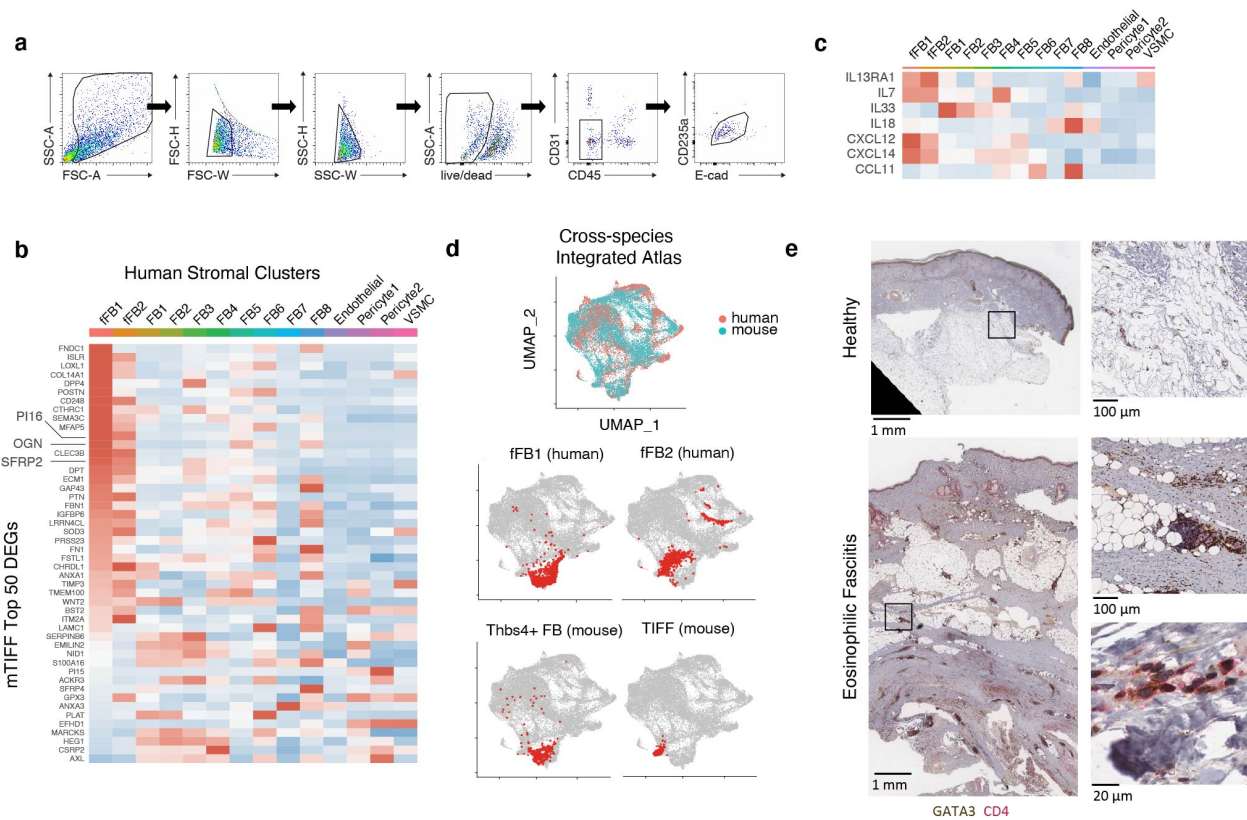 a
SSC-A
FSC-A
FSC-H
FSC-W
SSC-H
SSC-W
SSC-A
live/dead
CD31
CD45
CD235a
E-cad
c
fFB1
fFB2
FB1
FB2
FB3
FB4
FB5
FB6
FB7
FB8
Endothelial
Pericyte1
Pericyte2
VSMC
IL13RA1
IL7
IL33
IL18
CXCL12
CXCL14
CCL11
b
Human Stromal Clusters
fFB1
fFB2
FB1
FB2
FB3
FB4
FB5
FB6
FB7
FB8
Endothelial
Pericyte1
Pericyte2
VSMC
mTIFF Top 50 DEGs
FNDC1
ISLR
LOXL1
COL14A1
DPP4
POSTN
CD248
CTHRC1
SEMA3C
MFAP5
PI16
OGN
CLEC3B
SFRP2
DPT
ECM1
GAP43
PTN
FBN1
IGFBP6
LRRN4CL
SOD3
PRSS23
FN1
FSTL1
CHRDL1
ANXA1
TIMP3
TMEM100
WNT2
BST2
ITM2A
LAMC1
SERPINB6
EMILIN2
NID1
S100A16
PI15
ACKR3
SFRP4
GPX3
ANXA3
PLAT
EFHD1
MARCKS
HEG1
CSRP2
AXL
d
Cross-species
Integrated Atlas
human
mouse
UMAP_2
UMAP_1
fFB1 (human)
fFB2 (human)
Thbs4+ FB (mouse)
TIFF (mouse)
e
Healthy
1 mm
100 µm
Eosinophilic Fasciitis
1 mm
100 µm
20 µm
GATA3 CD4